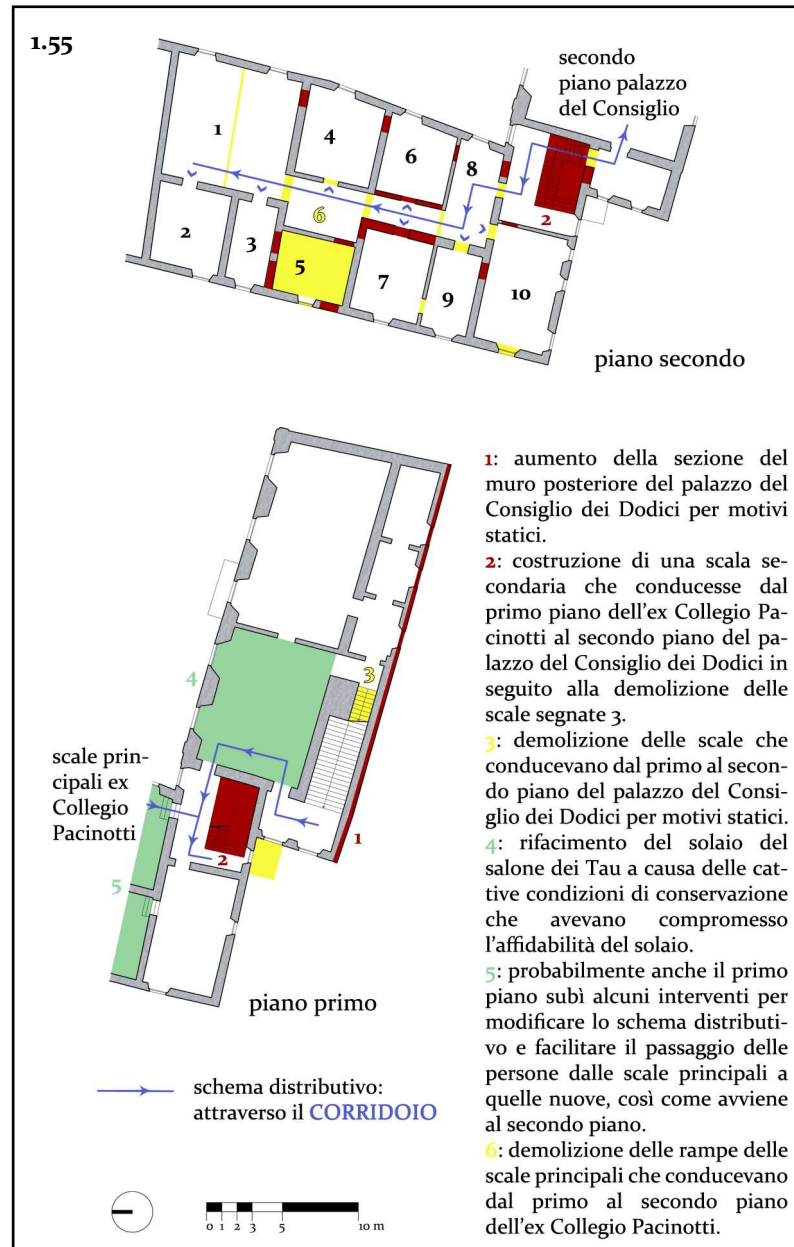 1.55
secondo
piano palazzo
del Consiglio
1
4
6
8
6
2
2
3
5
7
9
10
piano secondo
3
4
scale prin-
cipali ex
Collegio
Pacinotti
1
2
5
piano primo
schema distributivo:
attraverso il CORRIDOIO
0 1 2 3 5 10 m
1: aumento della sezione del
muro posteriore del palazzo del
Consiglio dei Dodici per motivi
statici.
2: costruzione di una scala se-
condaria che conducesse dal
primo piano dell'ex Collegio Pa-
cinotti al secondo piano del pa-
lazzo del Consiglio dei Dodici in
seguito alla demolizione delle
scale segnate 3.
3: demolizione delle scale che
conducevano dal primo al secon-
do piano del palazzo del Consi-
glio dei Dodici per motivi statici.
4: rifacimento del solaio del
salone dei Tau a causa delle cat-
tive condizioni di conservazione
che avevano compromesso
l'affidabilità del solaio.
5: probabilmente anche il primo
piano subì alcuni interventi per
modificare lo schema distributi-
vo e facilitare il passaggio delle
persone dalle scale principali a
quelle nuove, così come avviene
al secondo piano.
6: demolizione delle rampe delle
scale principali che conducevano
dal primo al secondo piano
dell'ex Collegio Pacinotti.